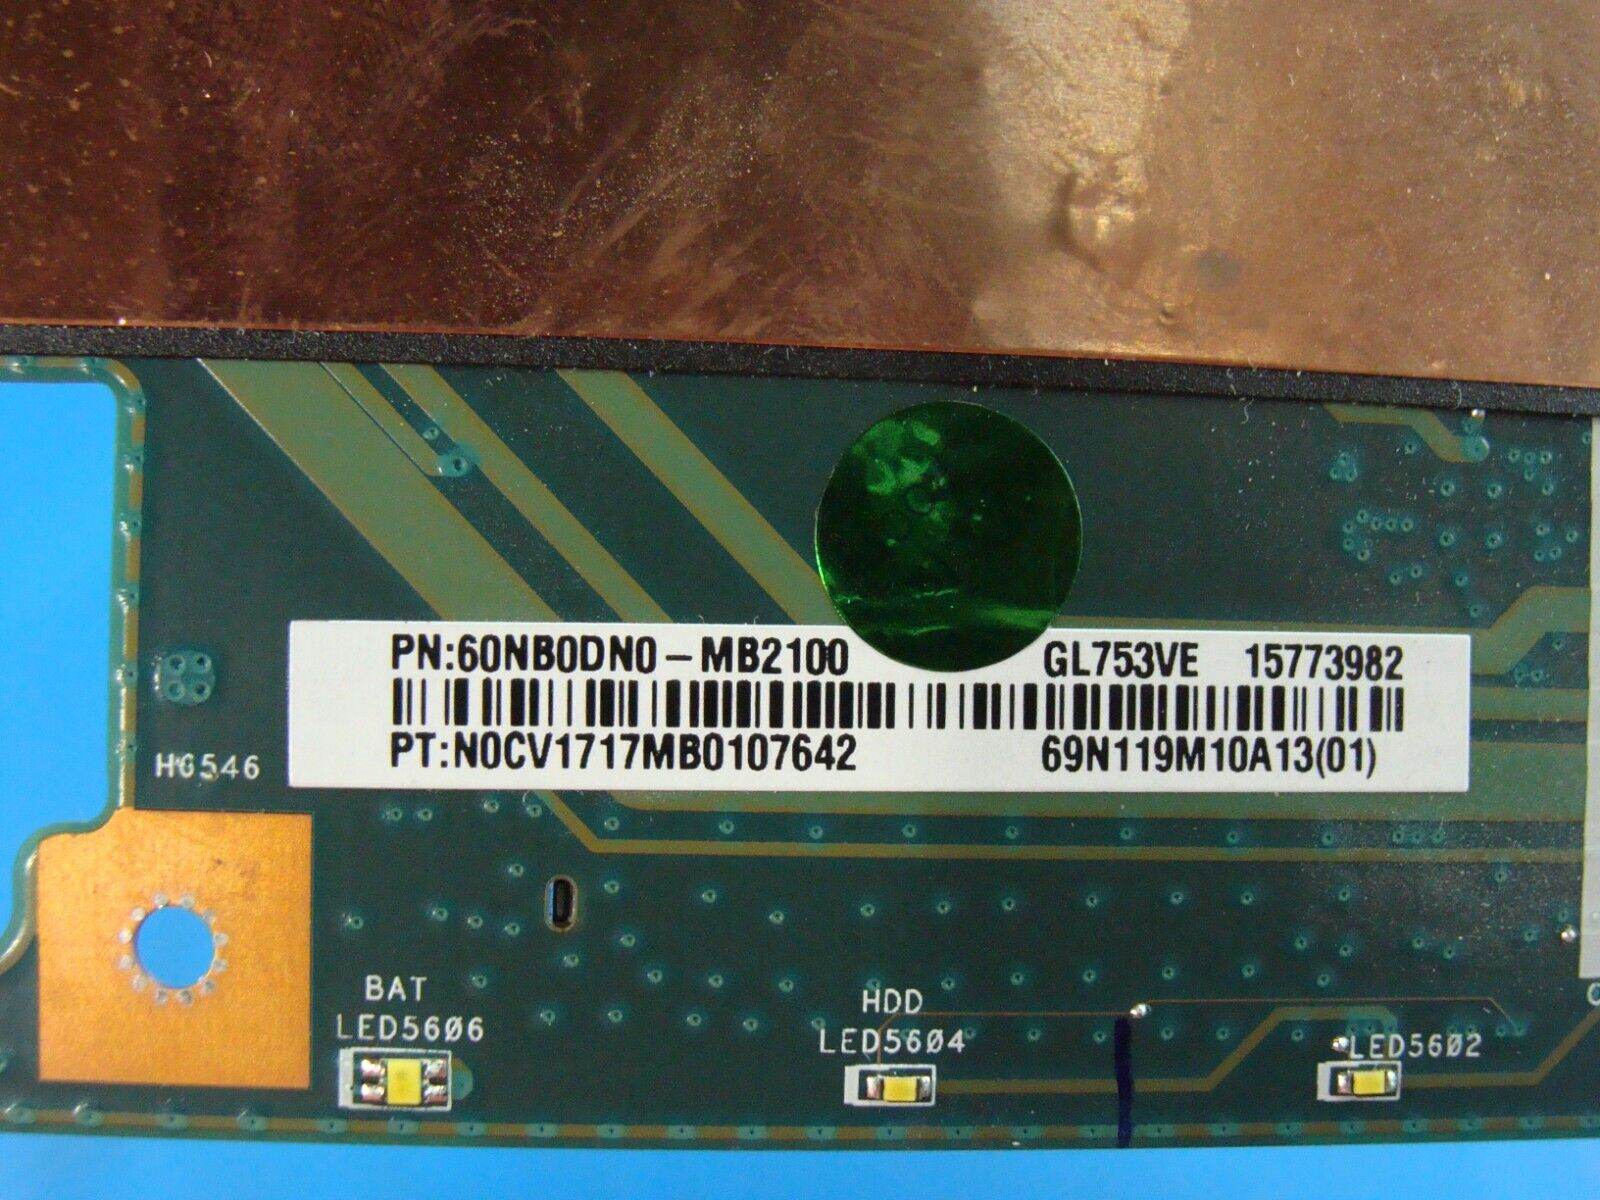 PN:60NB0DN0-MB2100 GL753VE 15773982
PT:N0CV1717MB0107642 69N119M10A13(01)
H6546
BAT
LED5606
HDD
LED5604
LED5602